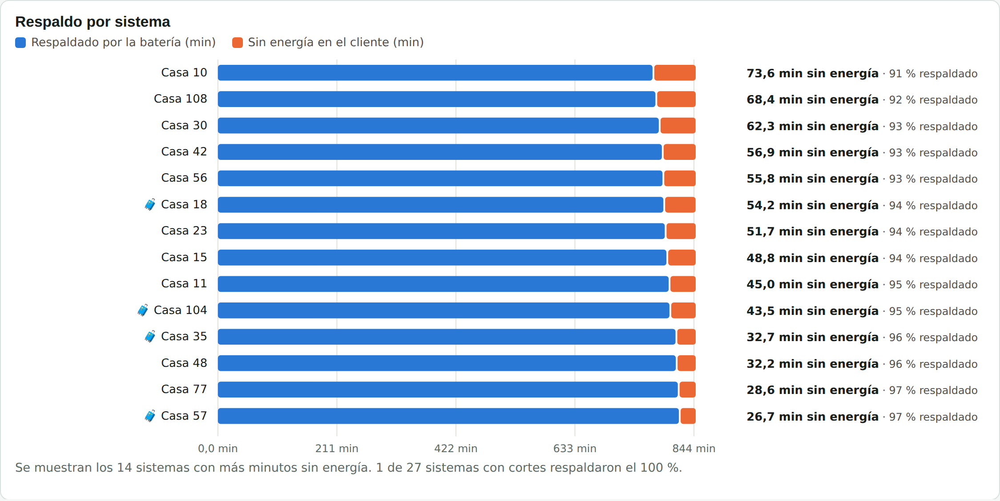 Respaldo por sistema
Respaldado por la batería (min) Sin energía en el cliente (min)
Casa 10 73,6 min sin energía · 91 % respaldado
Casa 108 68,4 min sin energía · 92 % respaldado
Casa 30 62,3 min sin energía · 93 % respaldado
Casa 42 56,9 min sin energía · 93 % respaldado
Casa 56 55,8 min sin energía · 93 % respaldado
🧳 Casa 18 54,2 min sin energía · 94 % respaldado
Casa 23 51,7 min sin energía · 94 % respaldado
Casa 15 48,8 min sin energía · 94 % respaldado
Casa 11 45,0 min sin energía · 95 % respaldado
🧳 Casa 104 43,5 min sin energía · 95 % respaldado
🧳 Casa 35 32,7 min sin energía · 96 % respaldado
Casa 48 32,2 min sin energía · 96 % respaldado
Casa 77 28,6 min sin energía · 97 % respaldado
🧳 Casa 57 26,7 min sin energía · 97 % respaldado
0,0 min 211 min 422 min 633 min 844 min
Se muestran los 14 sistemas con más minutos sin energía. 1 de 27 sistemas con cortes respaldaron el 100 %.